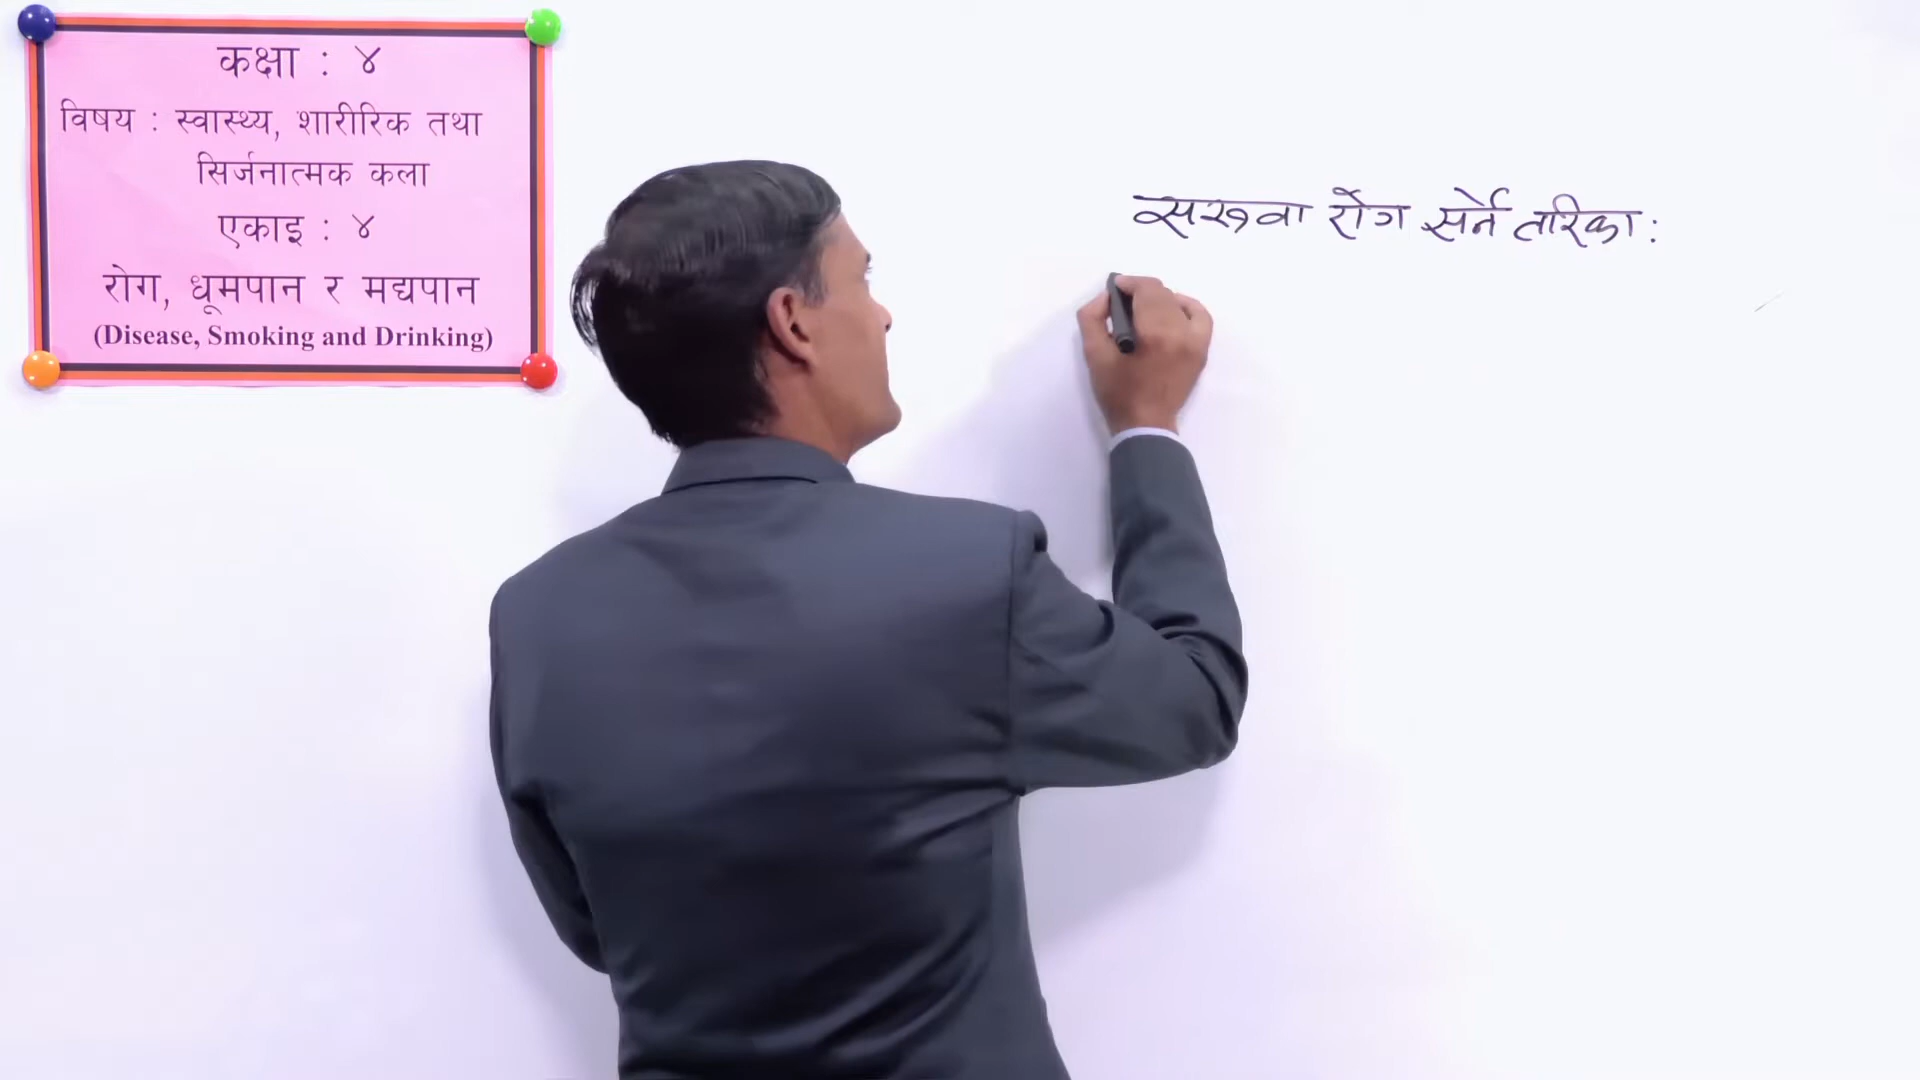 कक्षा : ४
विषय : स्वास्थ्य, शारीरिक तथा
सिर्जनात्मक कला
एकाइ : ४
रोग, धूमपान र मद्यपान
(Disease, Smoking and Drinking)
सरुवा रोग सर्ने तरिका :